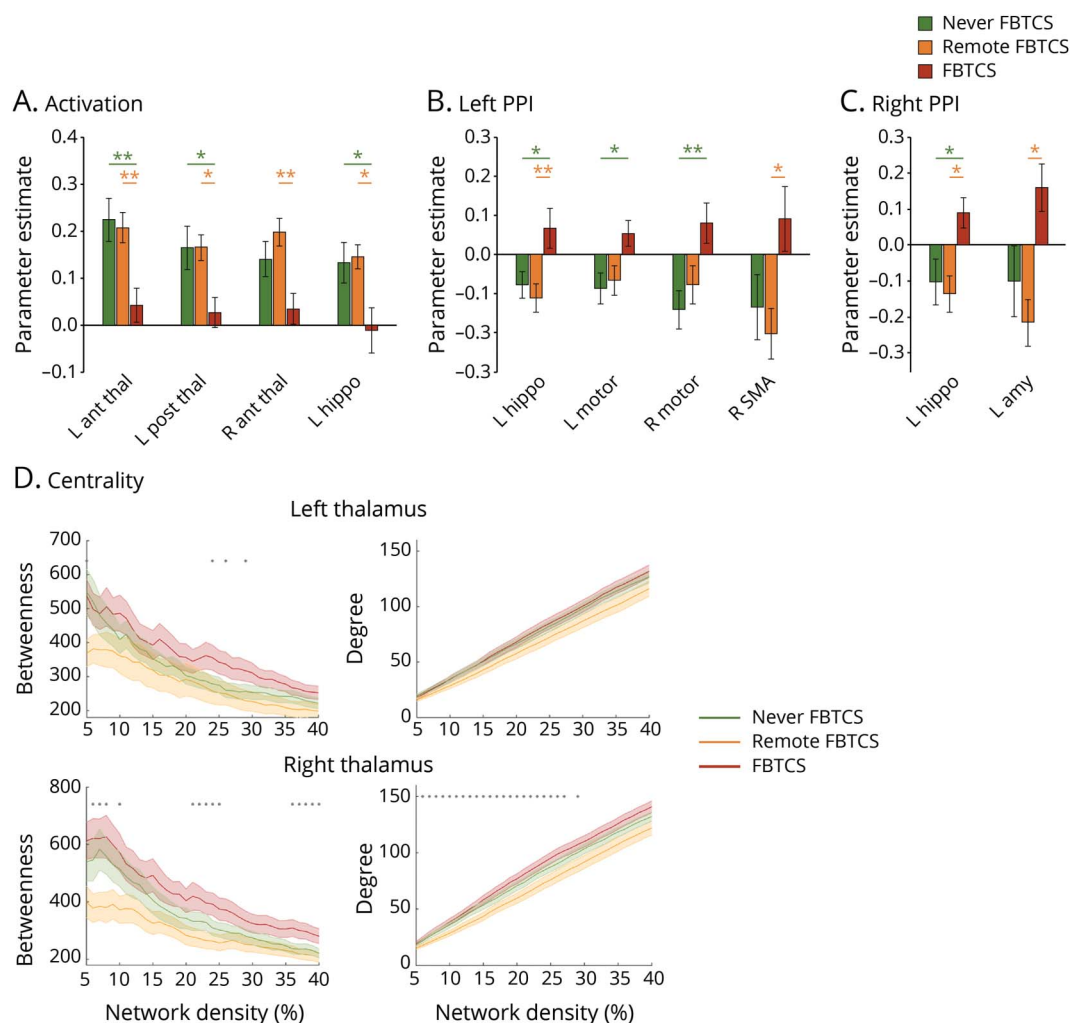 Never FBTCS
Remote FBTCS
FBTCS
A. Activation
B. Left PPI
C. Right PPI
Parameter estimate
0.4
0.3
0.2
0.1
0.0
–0.1
** ** * * ** * *
L ant thal
L post thal
R ant thal
L hippo
Parameter estimate
0.3
0.2
0.1
0.0
–0.1
–0.3
0.3
* ** * ** *
L hippo
L motor
R motor
R SMA
Parameter estimate
0.3
0.2
0.1
0.0
–0.1
–0.2
–0.3
* * *
L hippo
L amy
D. Centrality
Left thalamus
Betweenness
700
600
500
400
300
200
5 10 15 20 25 30 35 40
Degree
150
100
50
0
5 10 15 20 25 30 35 40
Never FBTCS
Remote FBTCS
FBTCS
Right thalamus
Betweenness
800
600
400
200
5 10 15 20 25 30 35 40
Network density (%)
Degree
150
100
50
0
5 10 15 20 25 30 35 40
Network density (%)